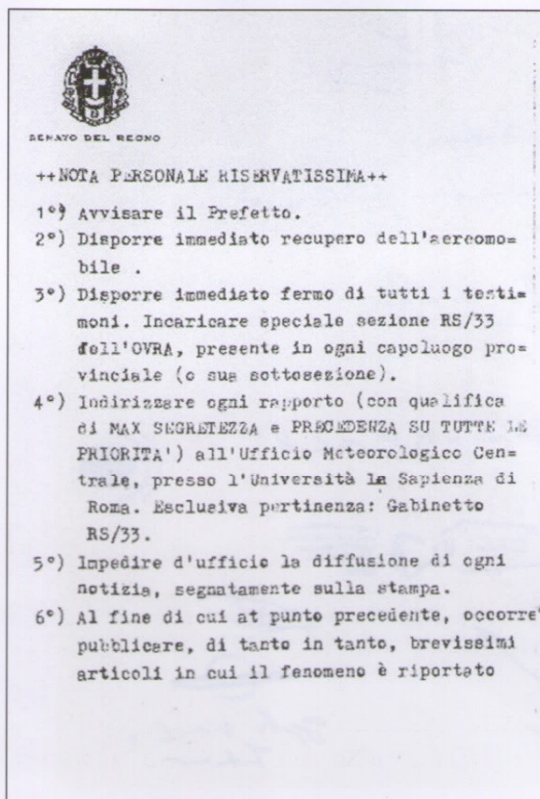 SENATO DEL REGNO
++NOTA PERSONALE RISERVATISSIMA++
1°) Avvisare il Prefetto.
2°) Disporre immediato recupero dell'aereomo=
bile .
3°) Disporre immediato fermo di tutti i testi=
moni. Incaricare speciale sezione RS/33
dell'OVRA, presente in ogni capoluogo pro=
vinciale (o sua sottosezione).
4°) Indirizzare ogni rapporto (con qualifica
di MAX SEGRETEZZA e PRECEDENZA SU TUTTE LE
PRIORITA') all'Ufficio Meteorologico Cen=
trale, presso l'Università la Sapienza di
Roma. Esclusiva pertinenza: Gabinetto
RS/33.
5°) Impedire d'ufficio la diffusione di ogni
notizia, segnatamente sulla stampa.
6°) Al fine di cui at punto precedente, occorre'
pubblicare, di tanto in tanto, brevissimi
articoli in cui il fenomeno è riportato